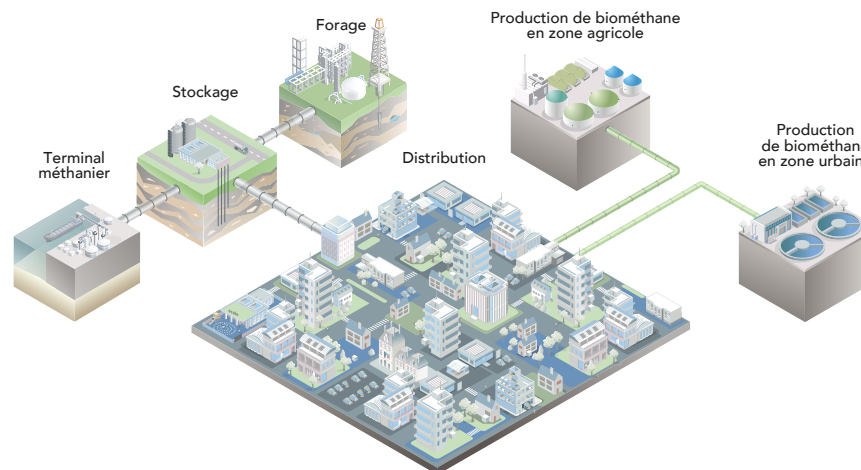 Forage
Production de biométhane
en zone agricole
Stockage
Distribution
Production
de biométhan
en zone urbain
Terminal
méthanier